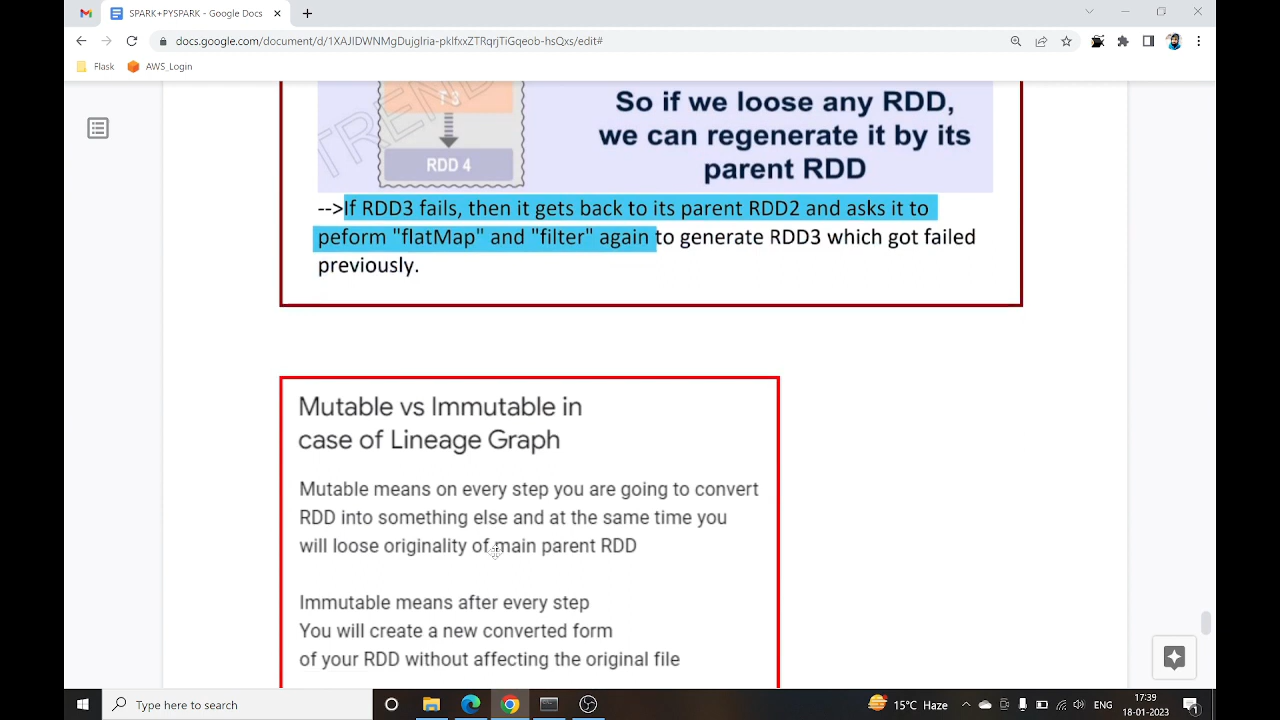 SPARK+PYSPARK - Google Docs
docs.google.com/document/d/1XAJIDWNMgDujglria-pklfxxZTRqrjTiGqeob-hsQxs/edit#
Flask
AWS_Login
T 3
So if we loose any RDD,
we can regenerate it by its
parent RDD
TREND
RDD 4
-->If RDD3 fails, then it gets back to its parent RDD2 and asks it to
peform "flatMap" and "filter" again to generate RDD3 which got failed
previously.
Mutable vs Immutable in
case of Lineage Graph
Mutable means on every step you are going to convert
RDD into something else and at the same time you
will loose originality of main parent RDD
Immutable means after every step
You will create a new converted form
of your RDD without affecting the original file
Type here to search
15°C Haze
ENG
17:39
18-01-2023
1